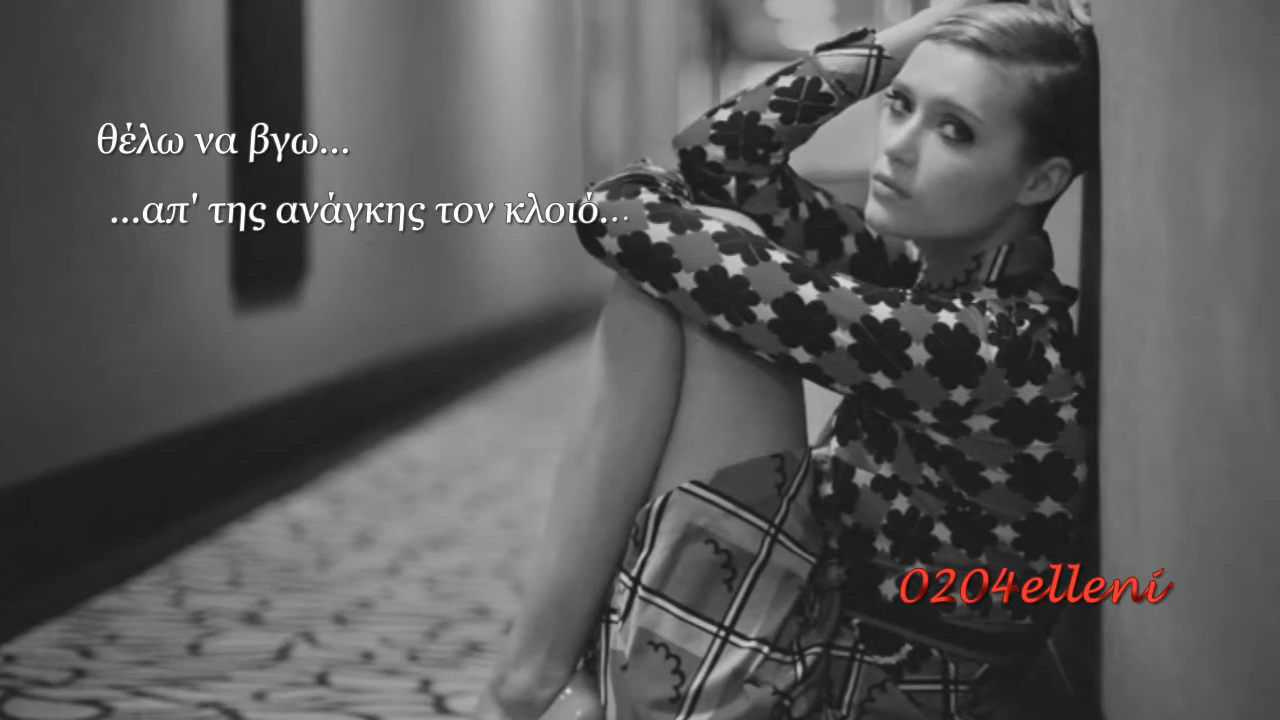 θέλω να βγω...
...απ' της ανάγκης τον κλοιό...
0204elleni